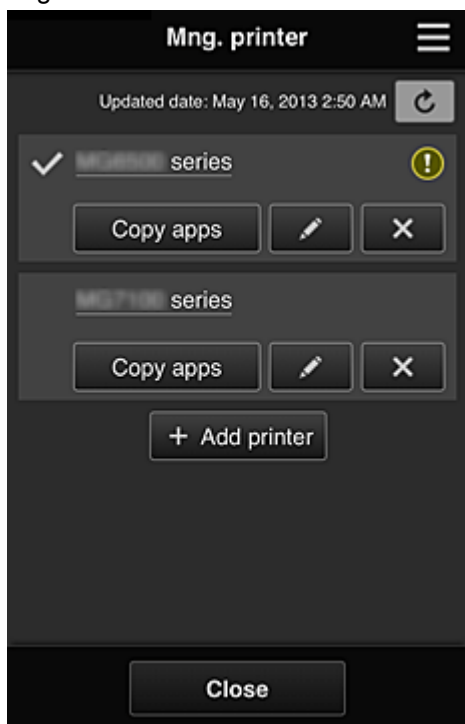 Mng. printer
Updated date: May 16, 2013 2:50 AM
series
Copy apps
series
Copy apps
+ Add printer
Close